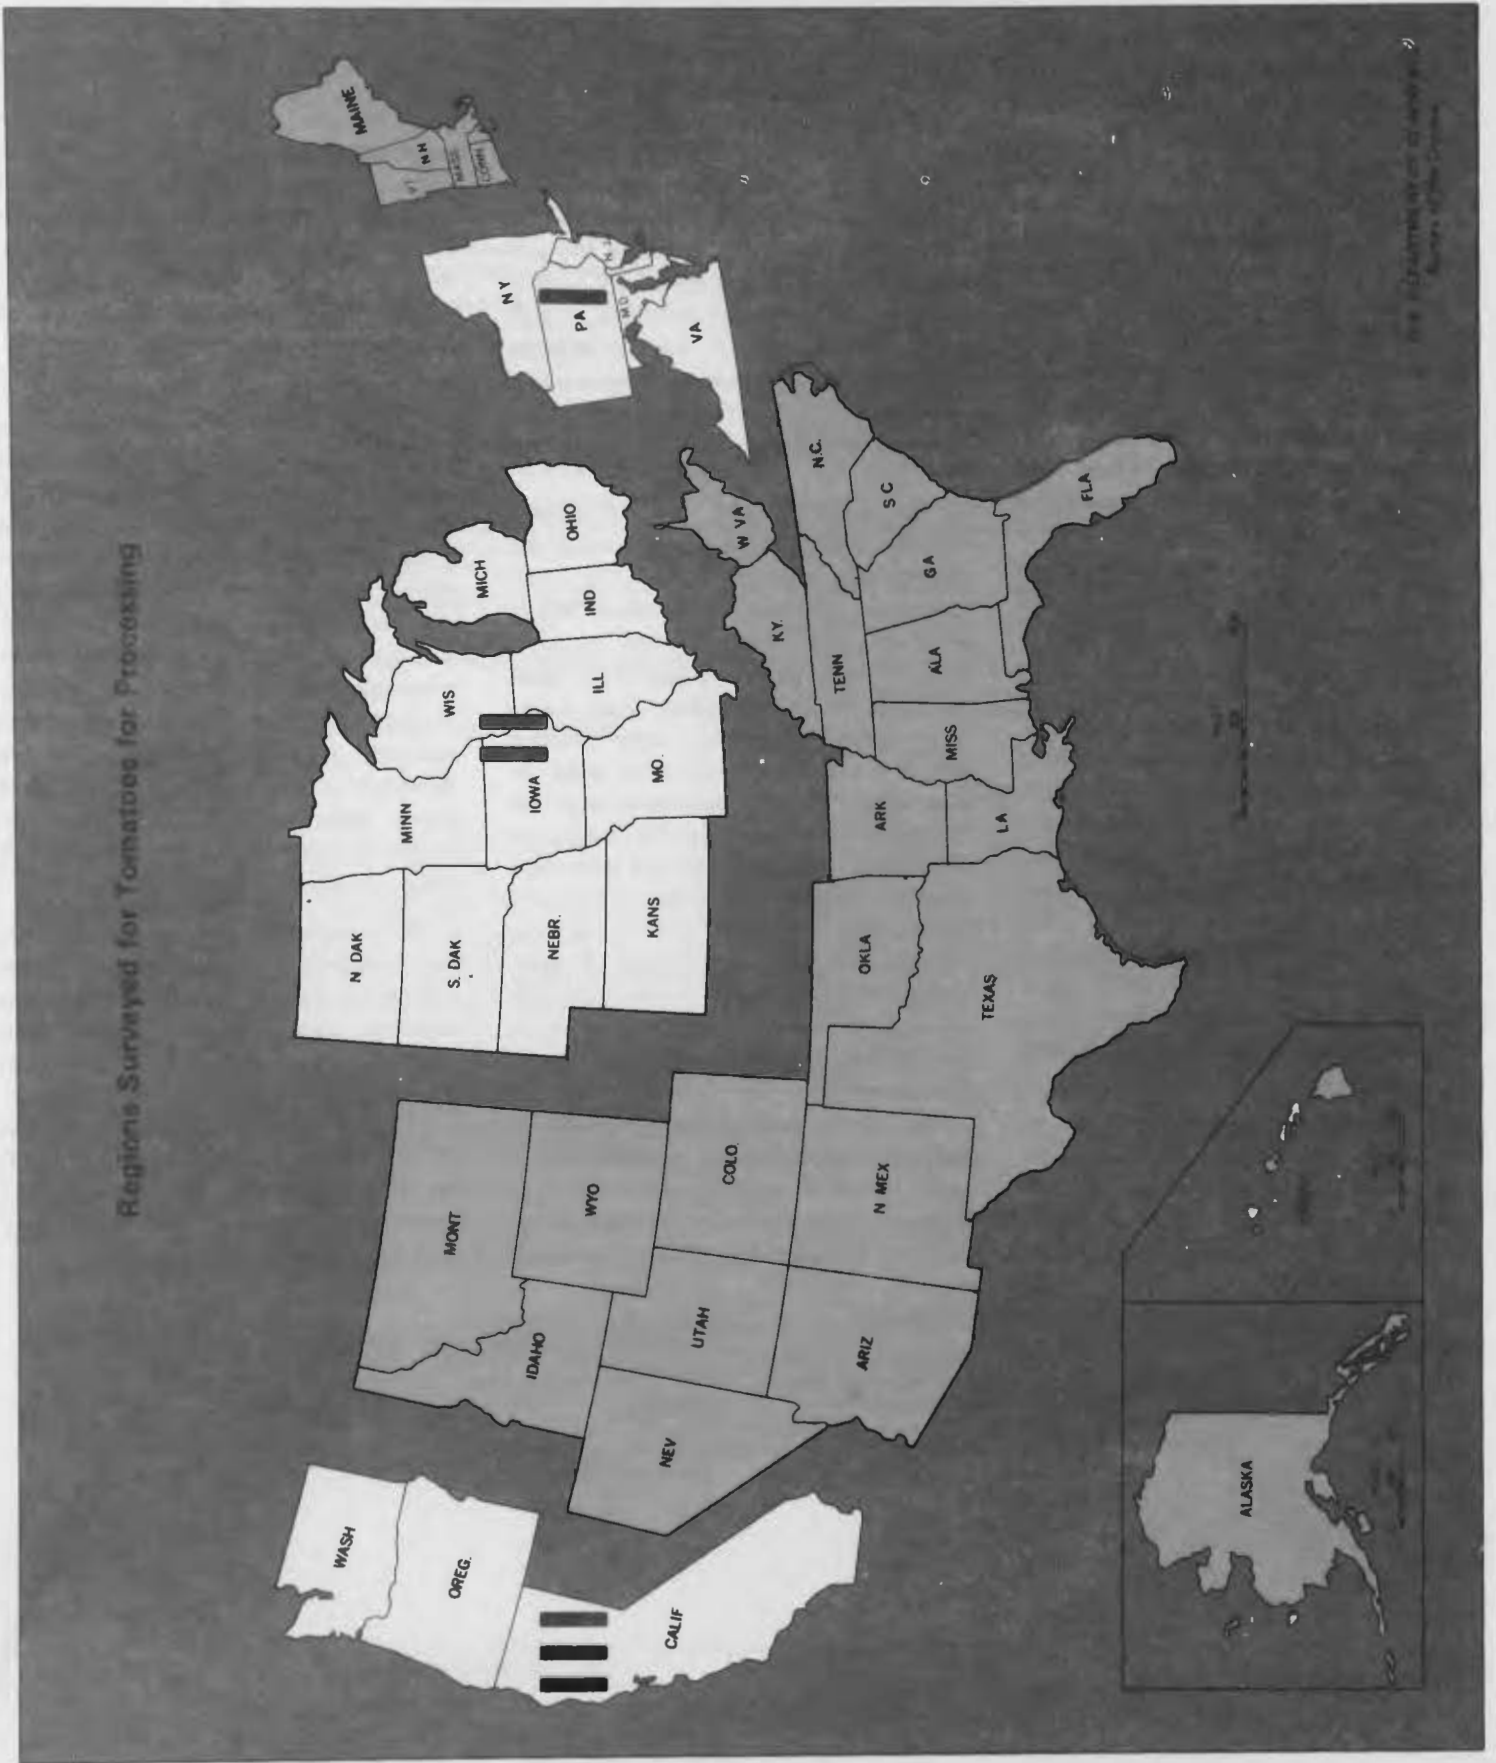 Regions Surveyed for Tomatoes for Processing
WASH
OREG.
CALIF
MONT
IDAHO
WYO
NEV
UTAH
COLO.
ARIZ
N MEX
N DAK
S. DAK
NEBR.
KANS
MINN
IOWA
MO.
WIS
ILL
MICH
IND
OHIO
OKLA
TEXAS
ARK
LA
MISS
ALA
TENN
KY.
GA
FLA
S C
N.C.
W VA
VA
MD
PA
N J
N Y
VT
N H
MAINE
MASS
CONN
ALASKA